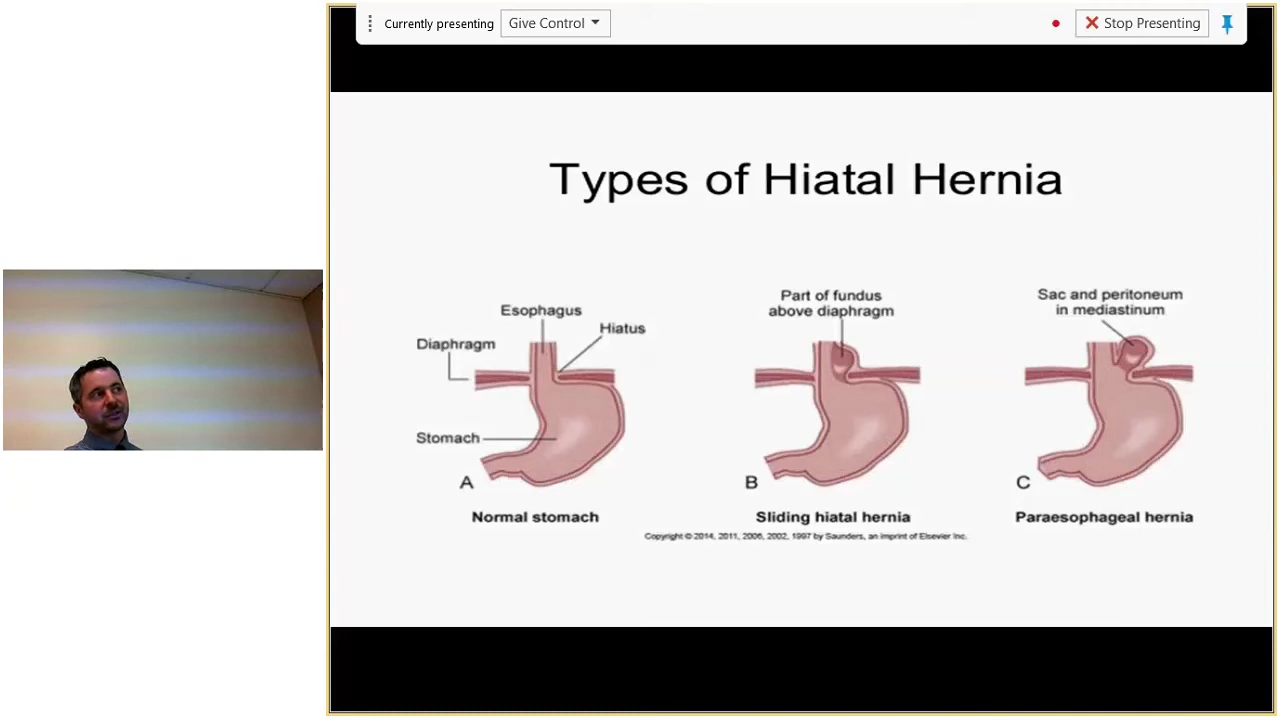 Currently presenting
Give Control
Stop Presenting
Types of Hiatal Hernia
Esophagus
Hiatus
Diaphragm
Stomach
A
Normal stomach
Part of fundus
above diaphragm
B
Sliding hiatal hernia
Sac and peritoneum
in mediastinum
C
Paraesophageal hernia
Copyright © 2014, 2011, 2006, 2002, 1997 by Saunders, an imprint of Elsevier Inc.